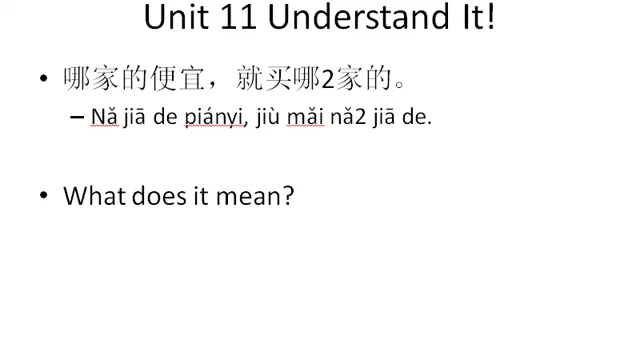 Unit 11 Understand It!
• 哪家的便宜，就买哪2家的。
– Nǎ jiā de piányi, jiù mǎi nǎ2 jiā de.
• What does it mean?